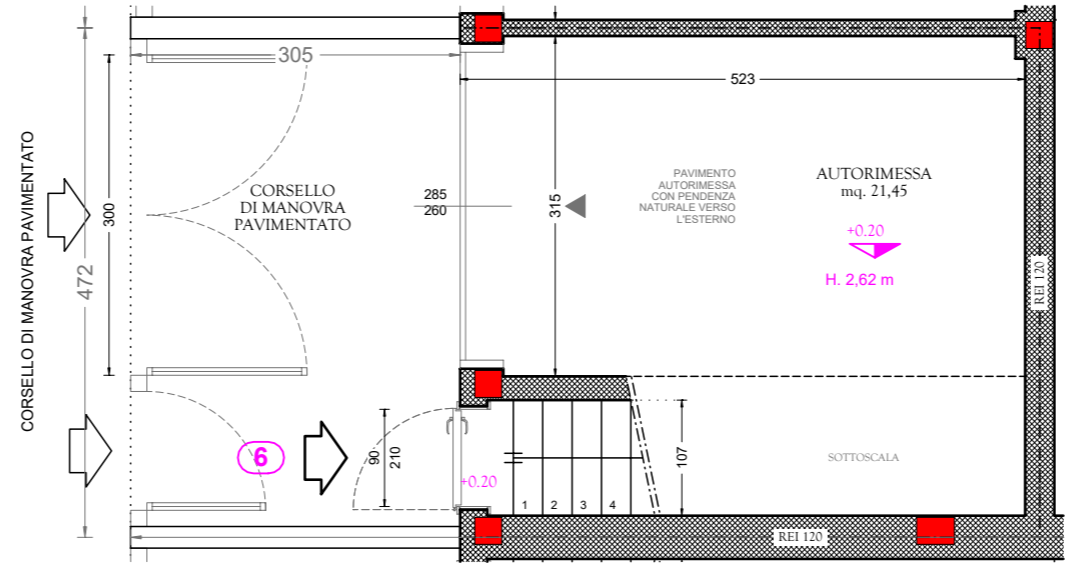 CORSELLO DI MANOVRA PAVIMENTATO
472
300
305
CORSELLO
DI MANOVRA
PAVIMENTATO
285
260
315
523
PAVIMENTO
AUTORIMESSA
CON PENDENZA
NATURALE VERSO
L'ESTERNO
AUTORIMESSA
mq. 21,45
+0.20
H. 2,62 m
REI 120
6
90
210
+0.20
1 2 3 4
107
SOTTOSCALA
REI 120